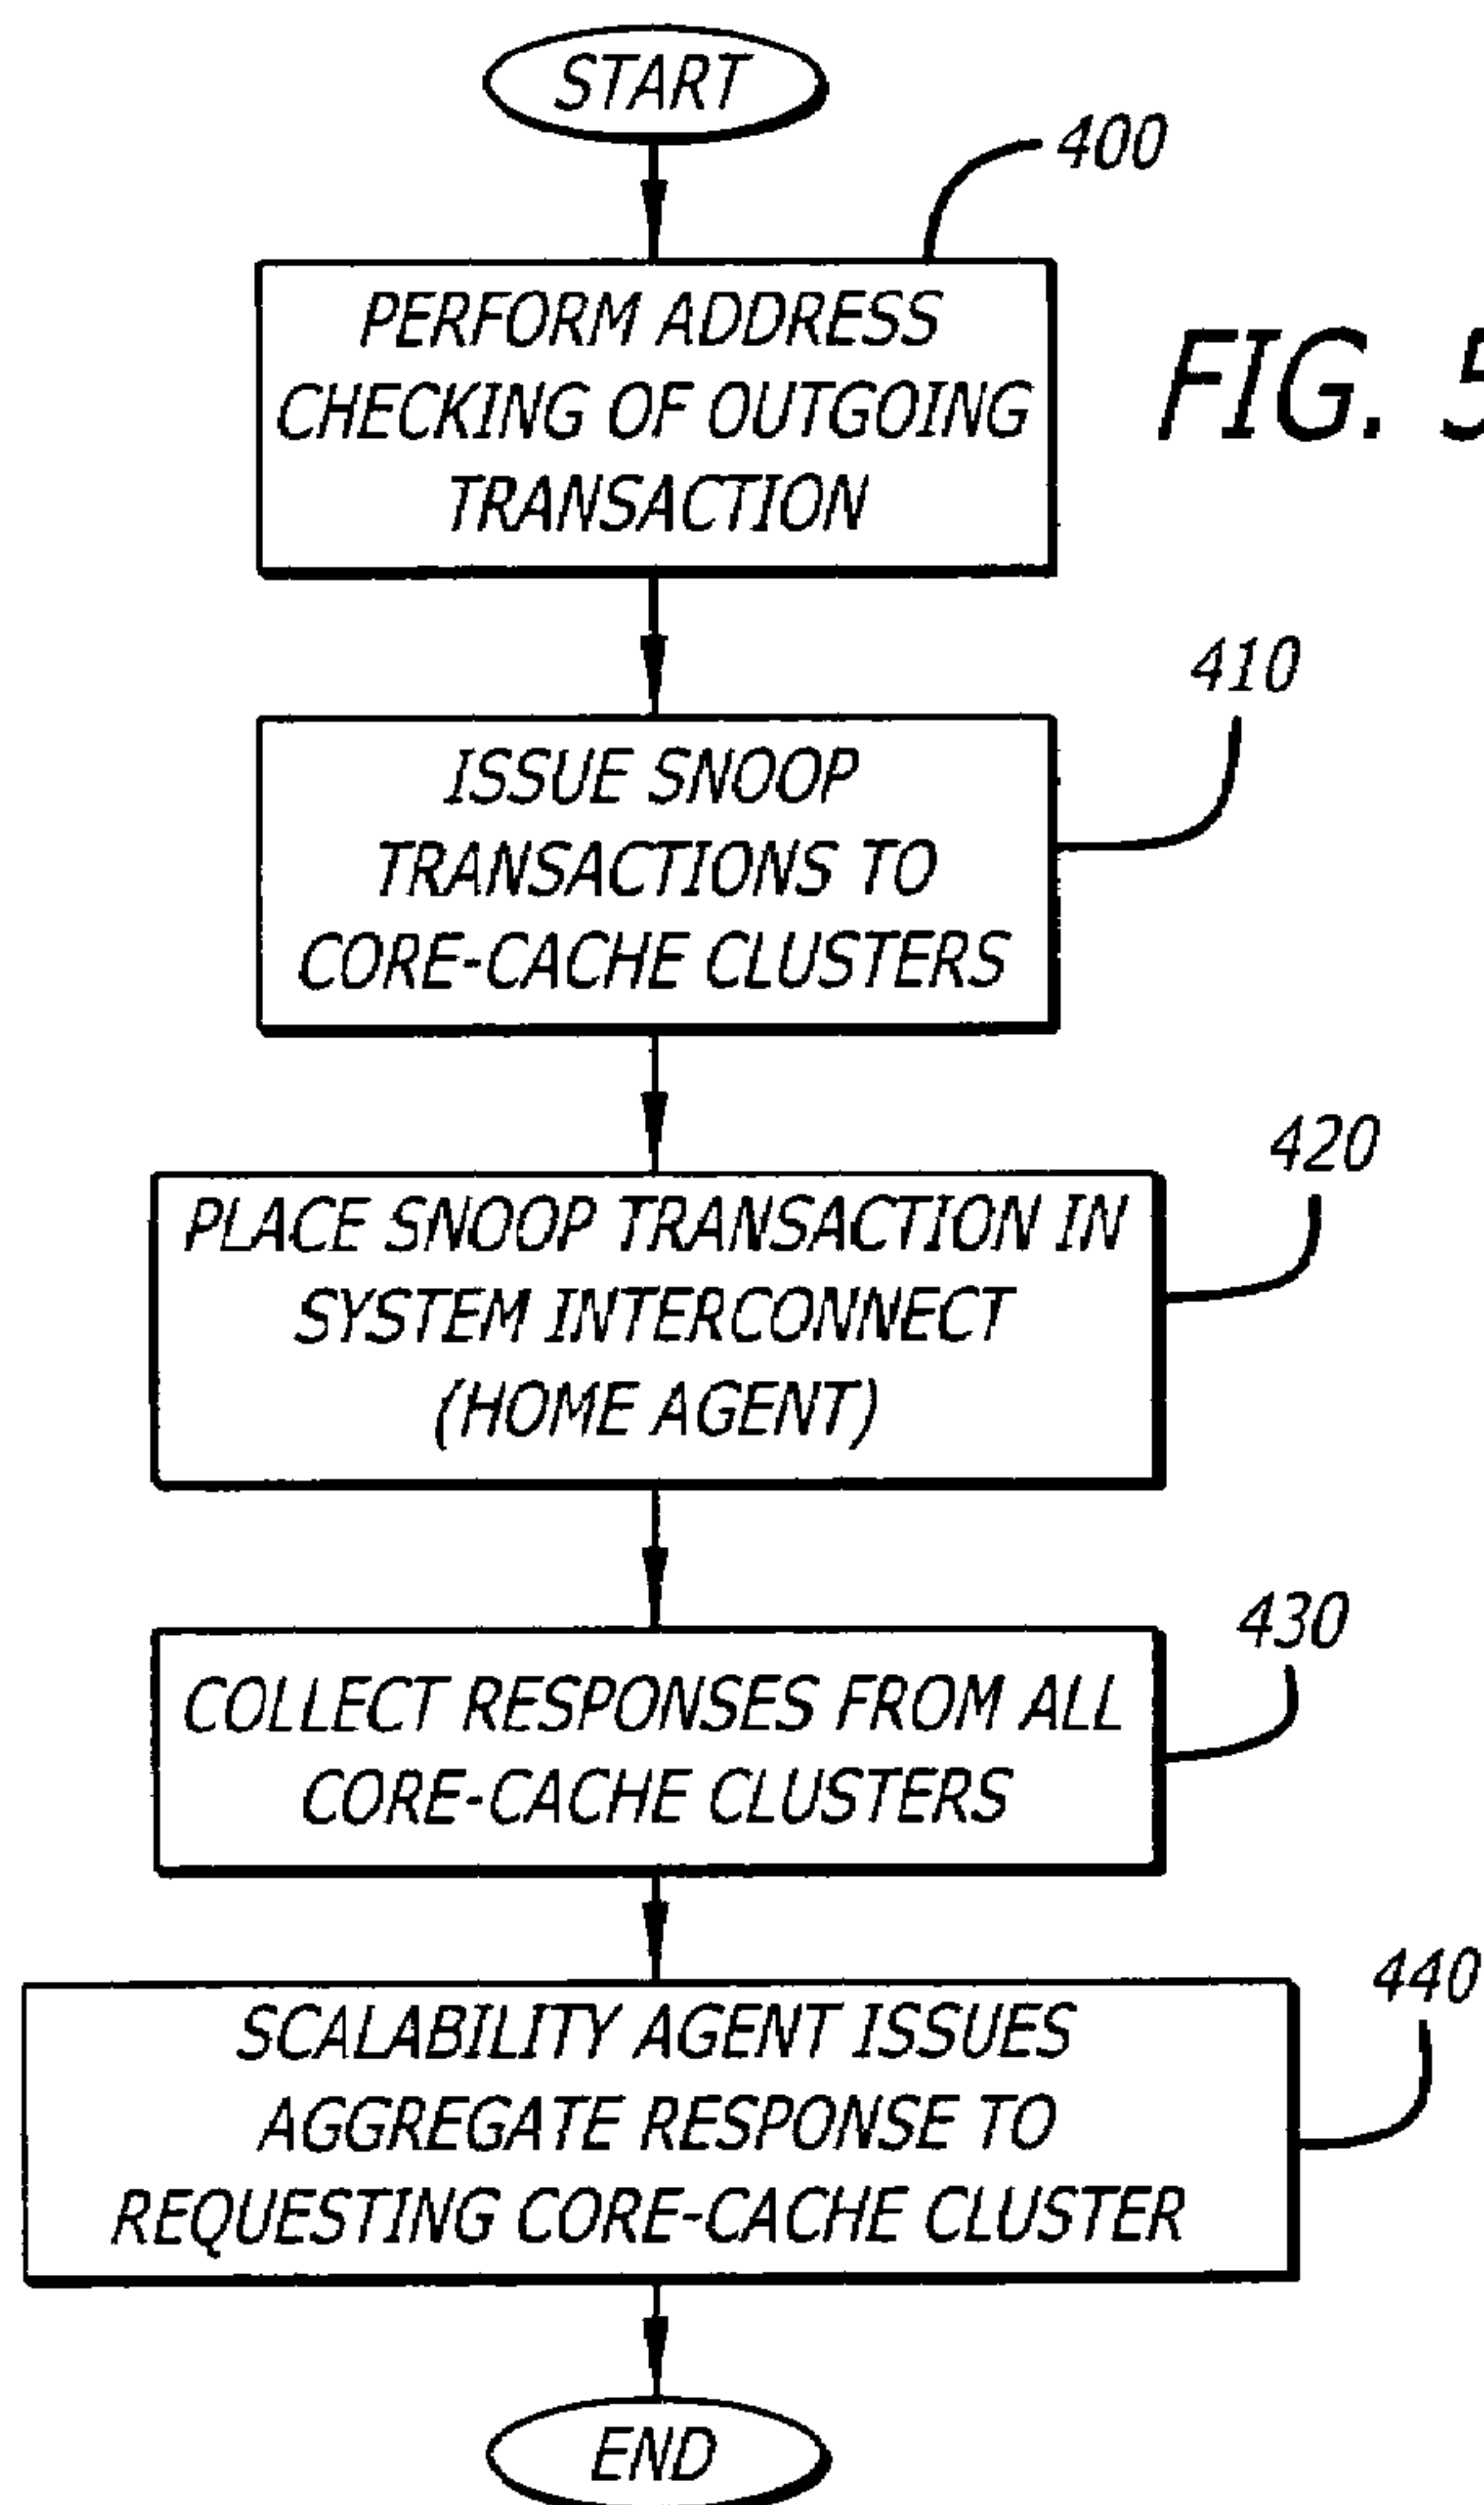 START
400
PERFORM ADDRESS
CHECKING OF OUTGOING
TRANSACTION
FIG. 5
410
ISSUE SNOOP
TRANSACTIONS TO
CORE-CACHE CLUSTERS
420
PLACE SNOOP TRANSACTION IN
SYSTEM INTERCONNECT
(HOME AGENT)
430
COLLECT RESPONSES FROM ALL
CORE-CACHE CLUSTERS
440
SCALABILITY AGENT ISSUES
AGGREGATE RESPONSE TO
REQUESTING CORE-CACHE CLUSTER
END